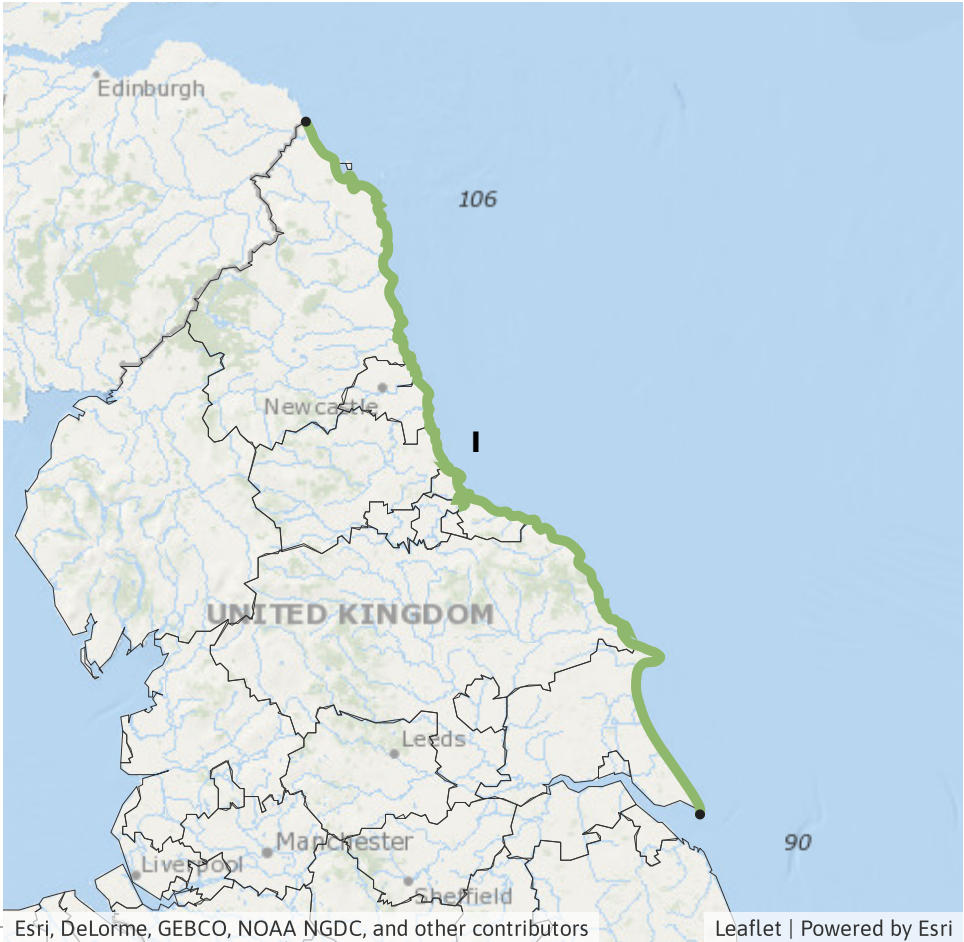 Edinburgh
106
Newcastle
I
UNITED KINGDOM
Leeds
Manchester
90
Liverpool
Sheffield
Esri, DeLorme, GEBCO, NOAA NGDC, and other contributors
Leaflet | Powered by Esri